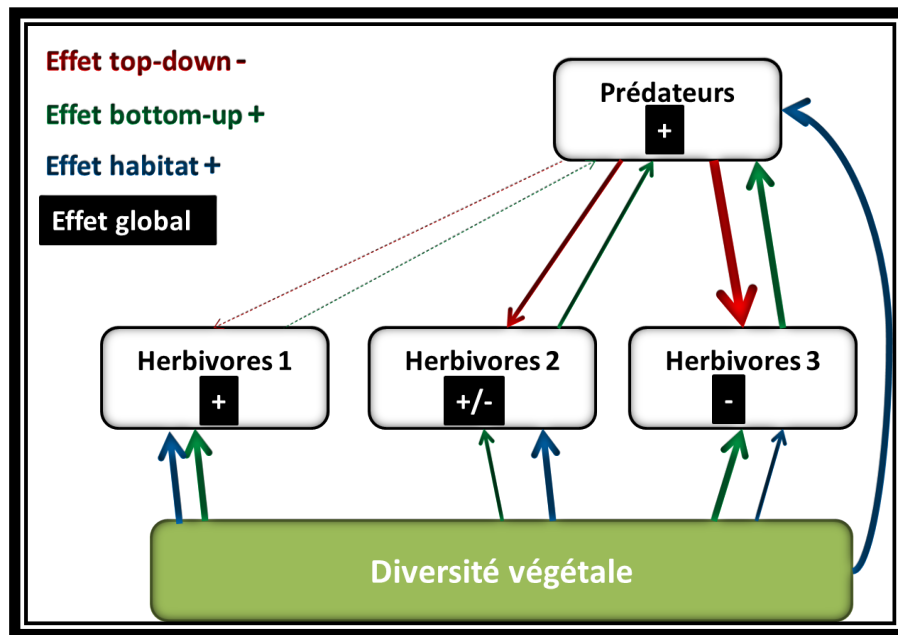 Effet top-down -
Effet bottom-up +
Effet habitat +
Effet global
Prédateurs
+
Herbivores 1
+
Herbivores 2
+/-
Herbivores 3
-
Diversité végétale